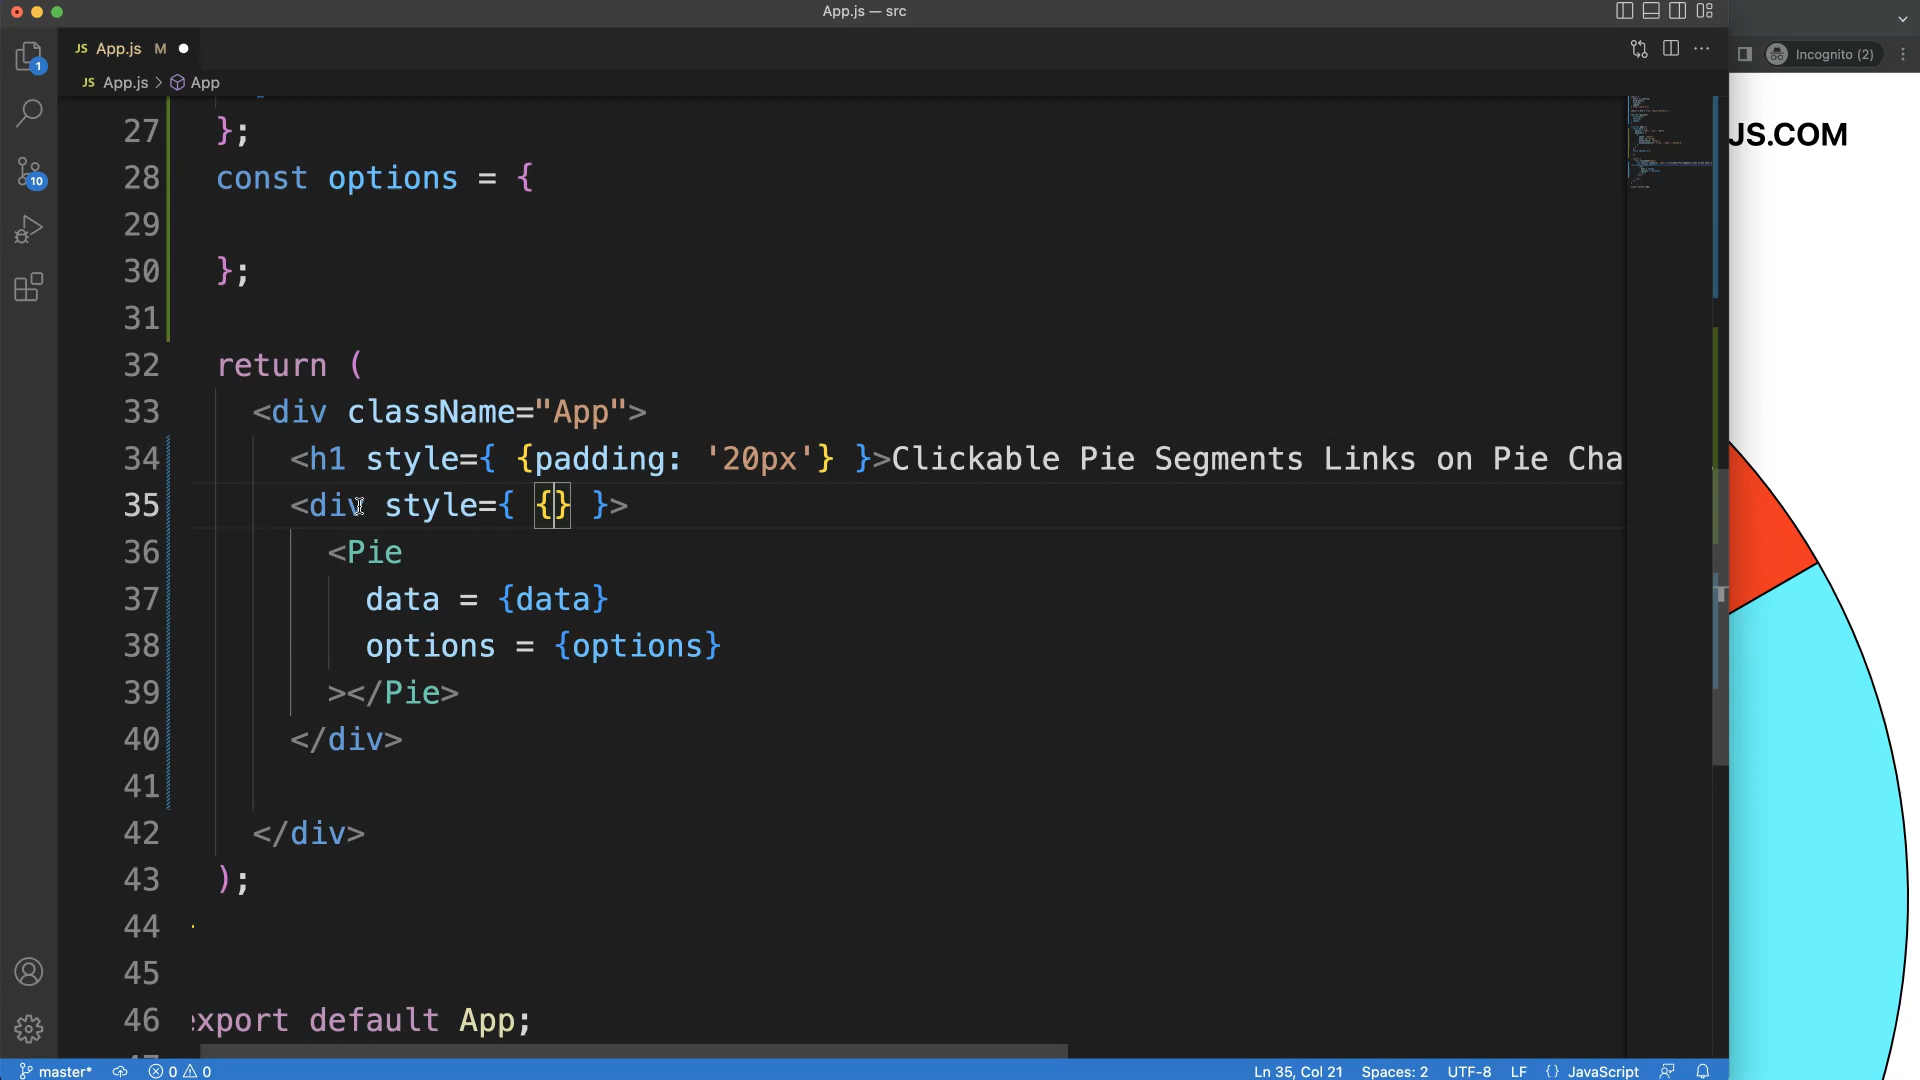 App.js — src
JS App.js M
Incognito (2)
JS App.js > App
1
10
JS.COM
27 };
28 const options = {
29
30 };
31
32 return (
33 <div className="App">
34 <h1 style={ {padding: '20px'} }>Clickable Pie Segments Links on Pie Cha
35 <div style={ {} }>
36 <Pie
37 data = {data}
38 options = {options}
39 ></Pie>
40 </div>
41
42 </div>
43 );
44
45
46 export default App;
master* 0 0 Ln 35, Col 21 Spaces: 2 UTF-8 LF {} JavaScript